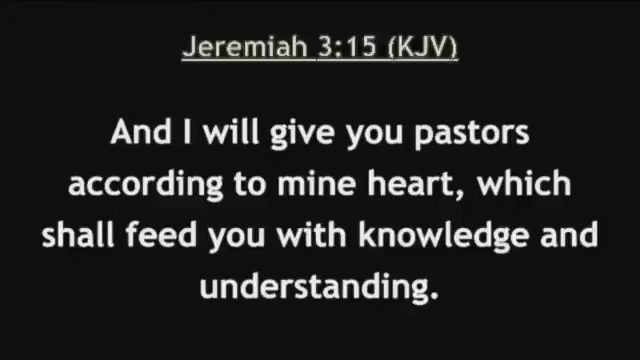 Jeremiah 3:15 (KJV)
And I will give you pastors
according to mine heart, which
shall feed you with knowledge and
understanding.